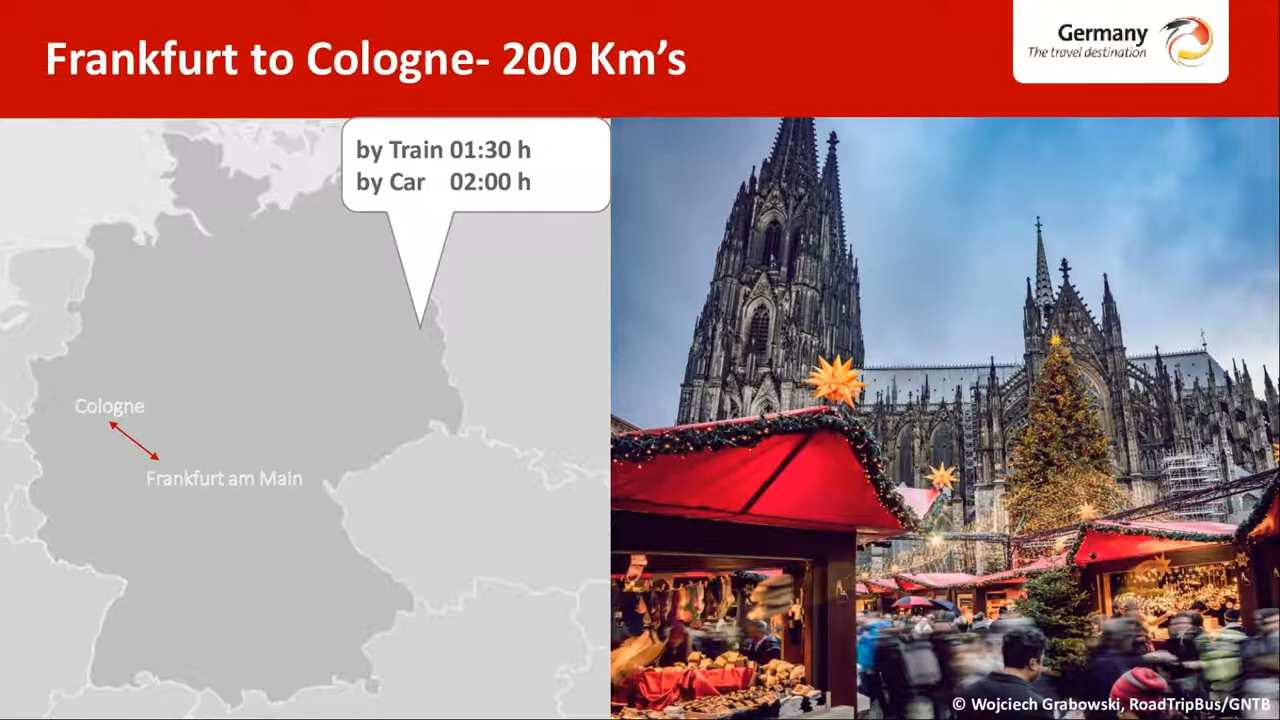 Frankfurt to Cologne- 200 Km’s
Germany
The travel destination
by Train 01:30 h
by Car 02:00 h
Cologne
Frankfurt am Main
© Wojciech Grabowski, RoadTripBus/GNTB